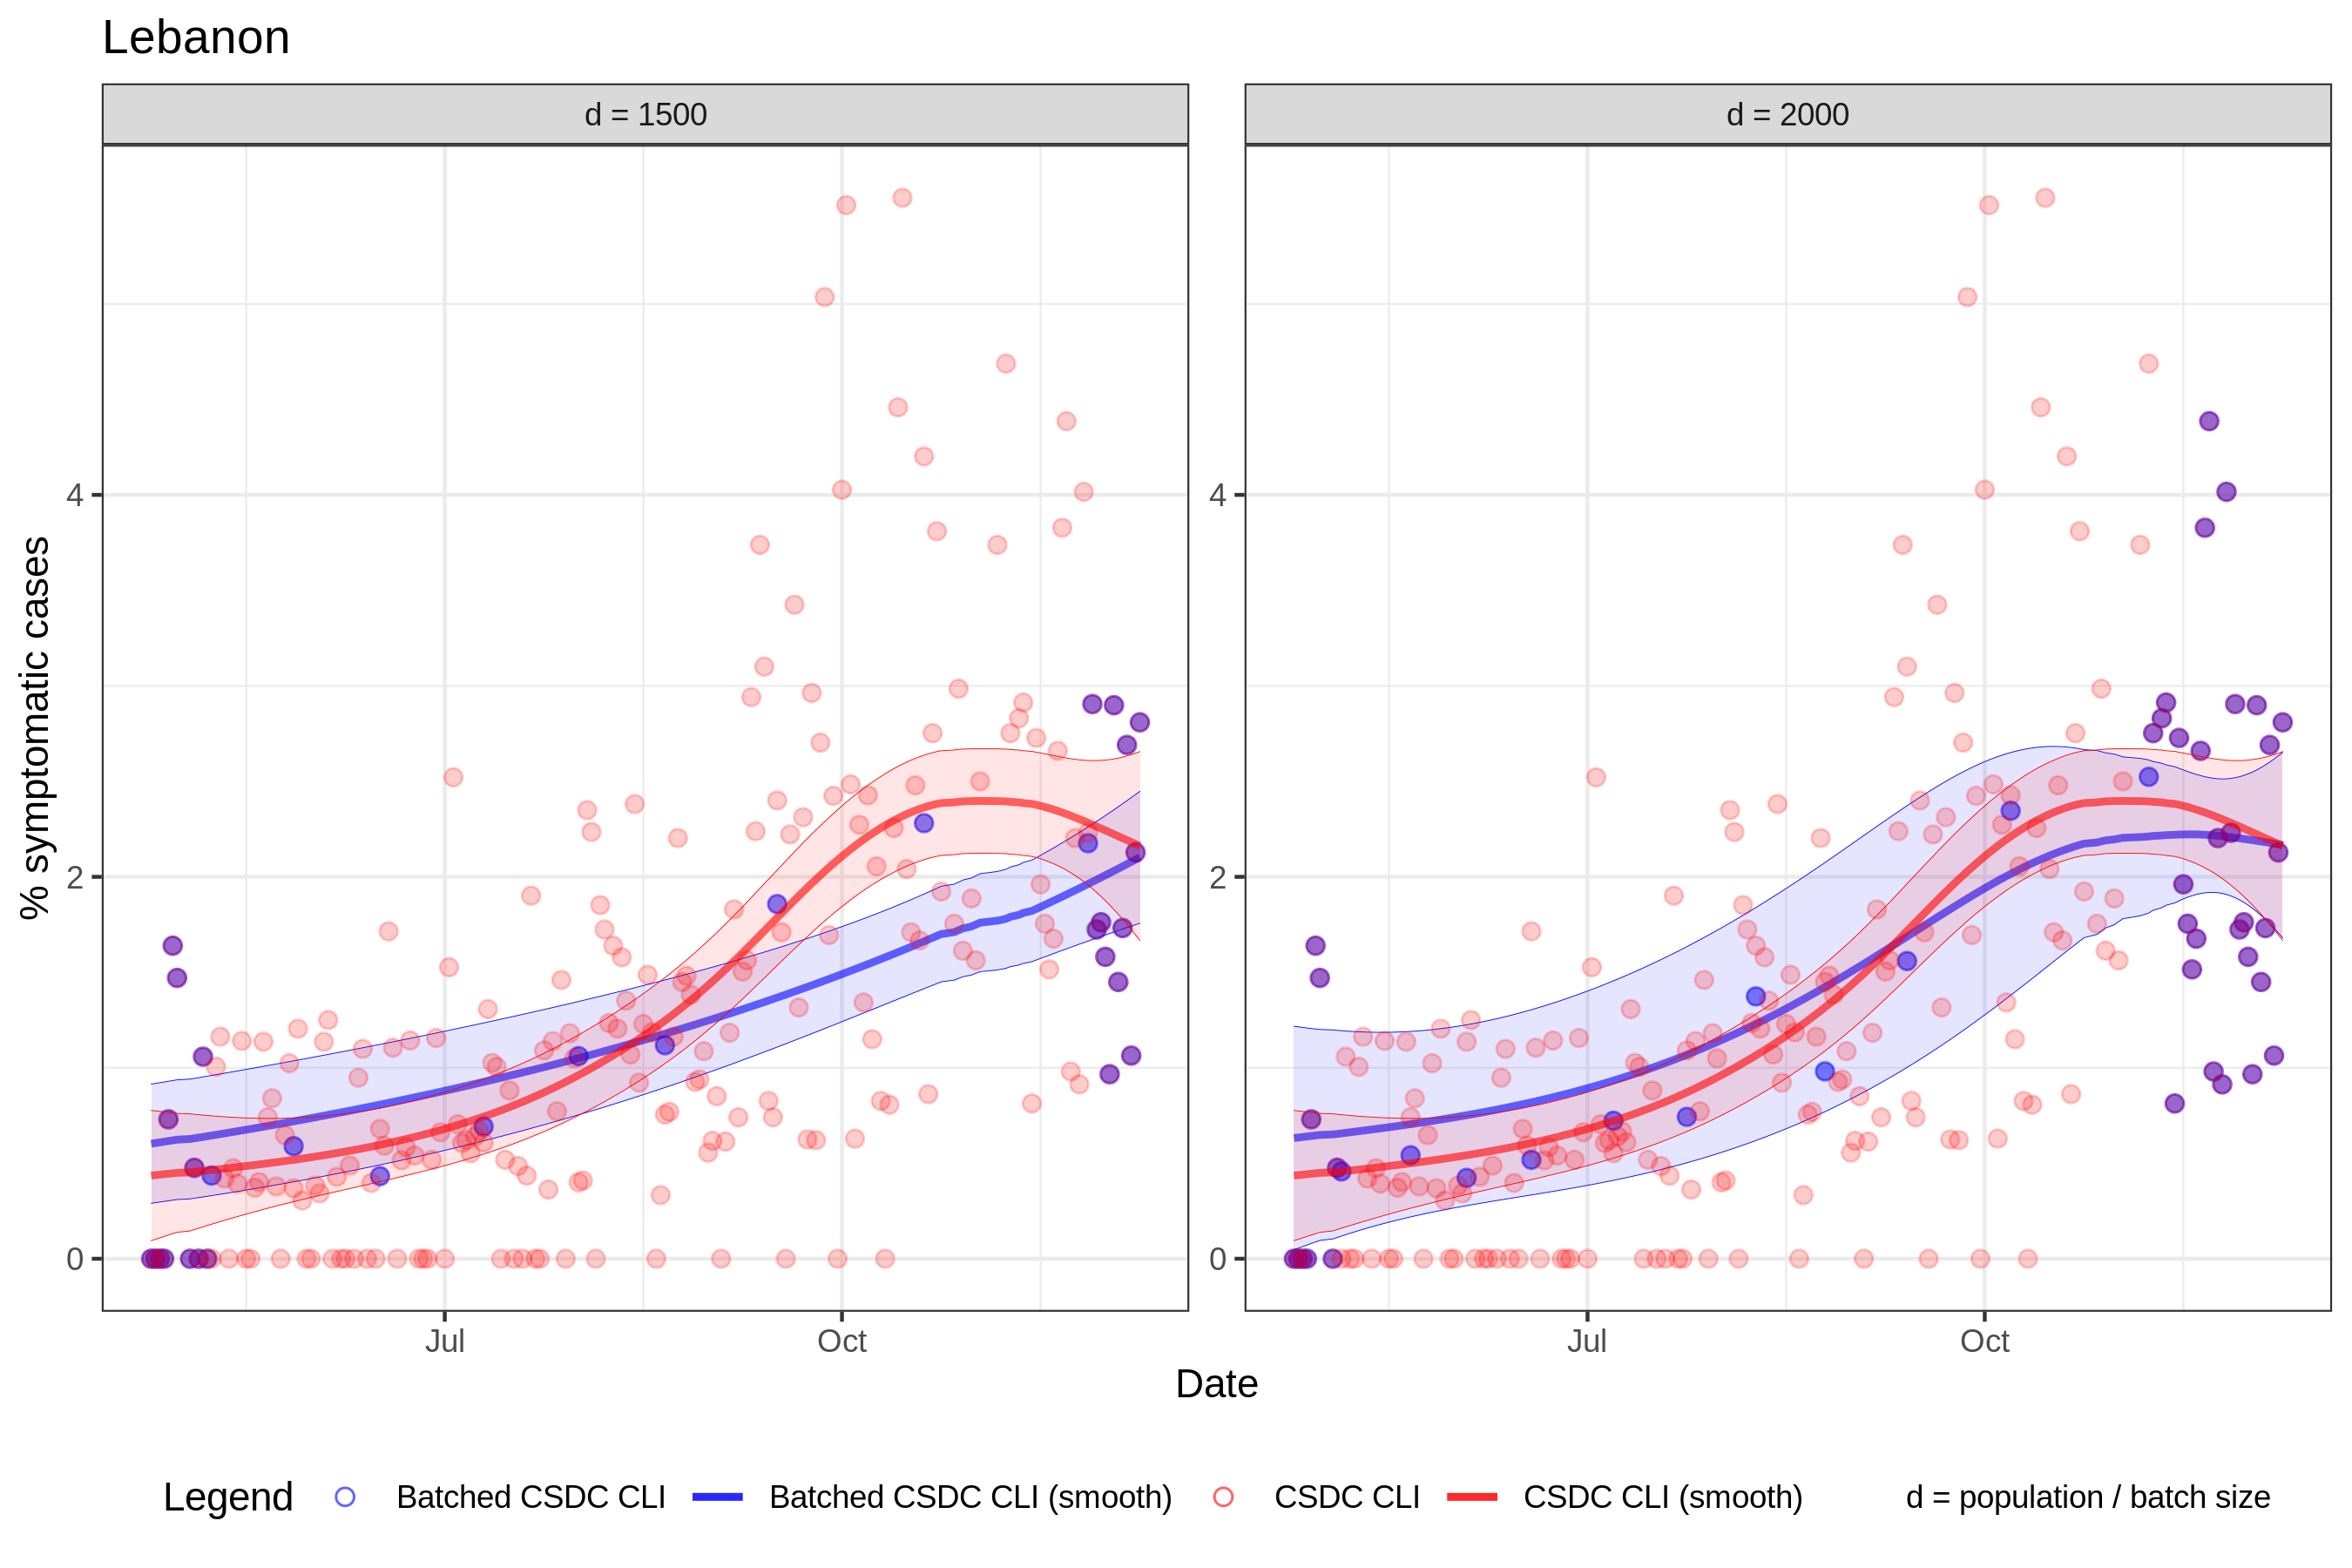 Lebanon
d = 1500
d = 2000
% symptomatic cases
4
2
0
4
2
0
Jul
Oct
Jul
Oct
Date
Legend
Batched CSDC CLI
Batched CSDC CLI (smooth)
CSDC CLI
CSDC CLI (smooth)
d = population / batch size